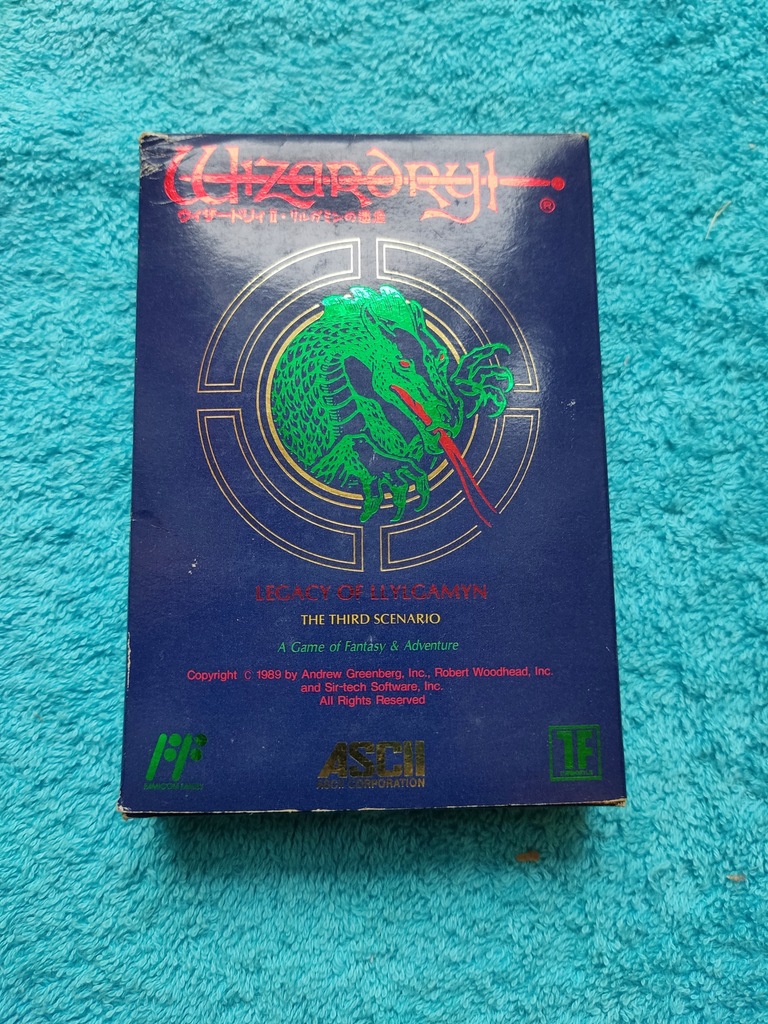 Wizardry
®
ウィザードリィII・リルガミンの遺産
LEGACY OF LLYLGAMYN
THE THIRD SCENARIO
A Game of Fantasy & Adventure
Copyright © 1989 by Andrew Greenberg, Inc., Robert Woodhead, Inc.
and Sir-tech Software, Inc.
All Rights Reserved
ASCII
ASCII CORPORATION